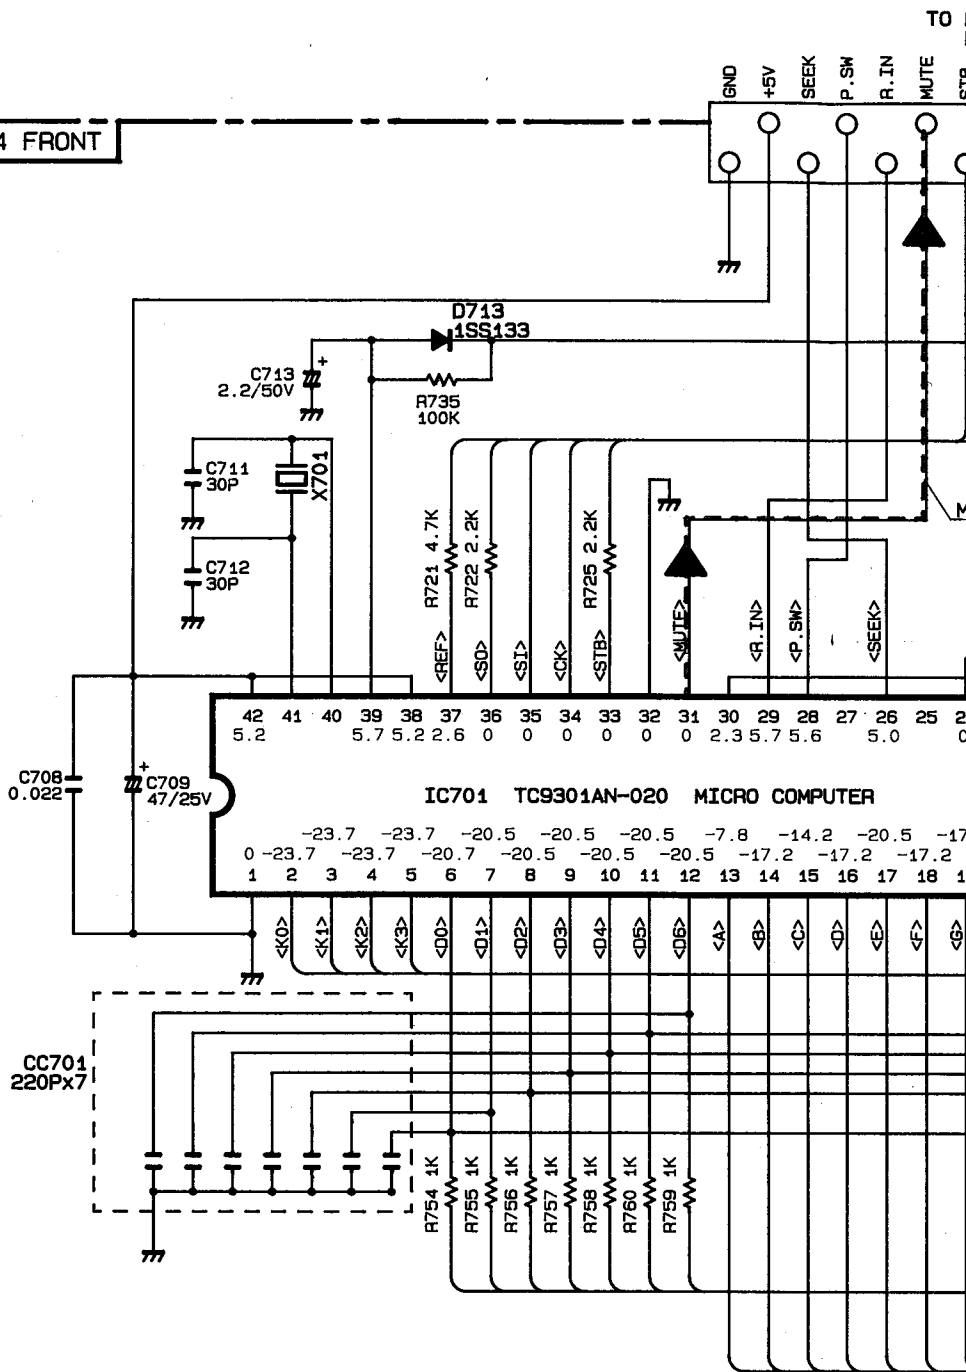 TO
GND
+5V
SEEK
P.SW
R.IN
MUTE
STB
4 FRONT
D713
1SS133
C713
2.2/50V
+
R735
100K
C711
30P
X701
C712
30P
R721 4.7K
R722 2.2K
R725 2.2K
M
<REF>
<SO>
<SI>
<CK>
<STB>
<MUTE>
<R.IN>
<P.SW>
<SEEK>
42 41 40 39 38 37 36 35 34 33 32 31 30 29 28 27 26 25 2
5.2 5.7 5.2 2.6 0 0 0 0 0 0 2.3 5.7 5.6 5.0 0
C708
0.022
+
C709
47/25V
IC701 TC9301AN-020 MICRO COMPUTER
-23.7 -23.7 -20.5 -20.5 -20.5 -7.8 -14.2 -20.5 -17
0 -23.7 -23.7 -20.7 -20.5 -20.5 -20.5 -17.2 -17.2 -17.2
1 2 3 4 5 6 7 8 9 10 11 12 13 14 15 16 17 18 1
<K0>
<K1>
<K2>
<K3>
<D0>
<D1>
<D2>
<D3>
<D4>
<D5>
<D6>
<A>
<B>
<C>
<D>
<E>
<F>
<G>
CC701
220Px7
R754 1K
R755 1K
R756 1K
R757 1K
R758 1K
R760 1K
R759 1K